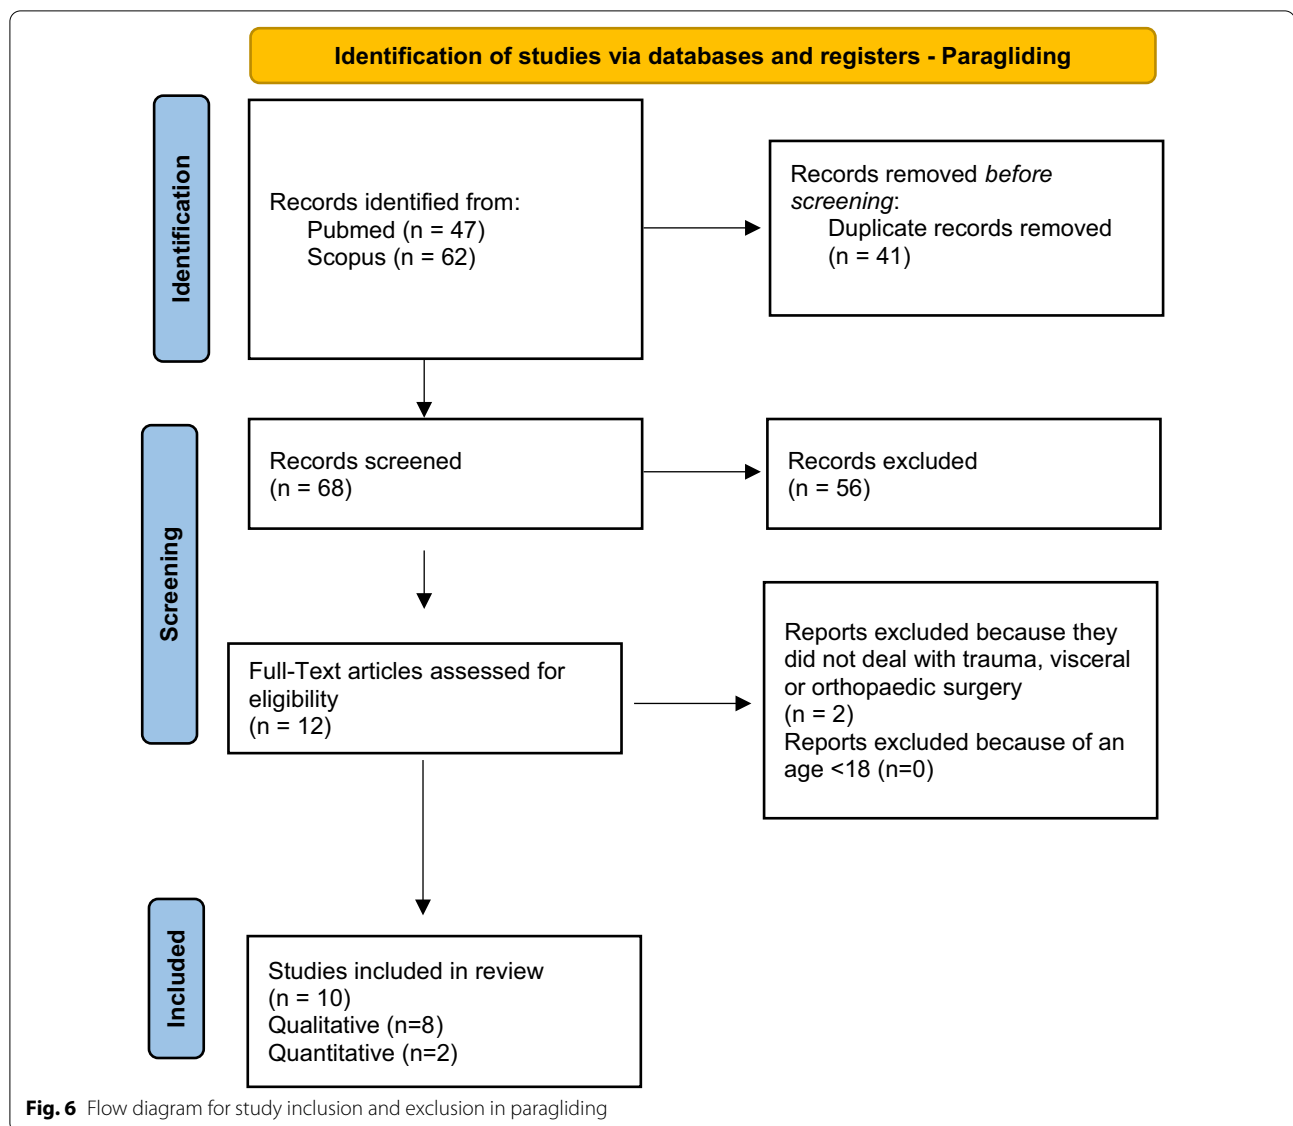 Identification of studies via databases and registers - Paragliding
Identification
Records identified from:
Pubmed (n = 47)
Scopus (n = 62)
Records removed before
screening:
Duplicate records removed
(n = 41)
Screening
Records screened
(n = 68)
Records excluded
(n = 56)
Full-Text articles assessed for
eligibility
(n = 12)
Reports excluded because they
did not deal with trauma, visceral
or orthopaedic surgery
(n = 2)
Reports excluded because of an
age <18 (n=0)
Included
Studies included in review
(n = 10)
Qualitative (n=8)
Quantitative (n=2)
Fig. 6 Flow diagram for study inclusion and exclusion in paragliding